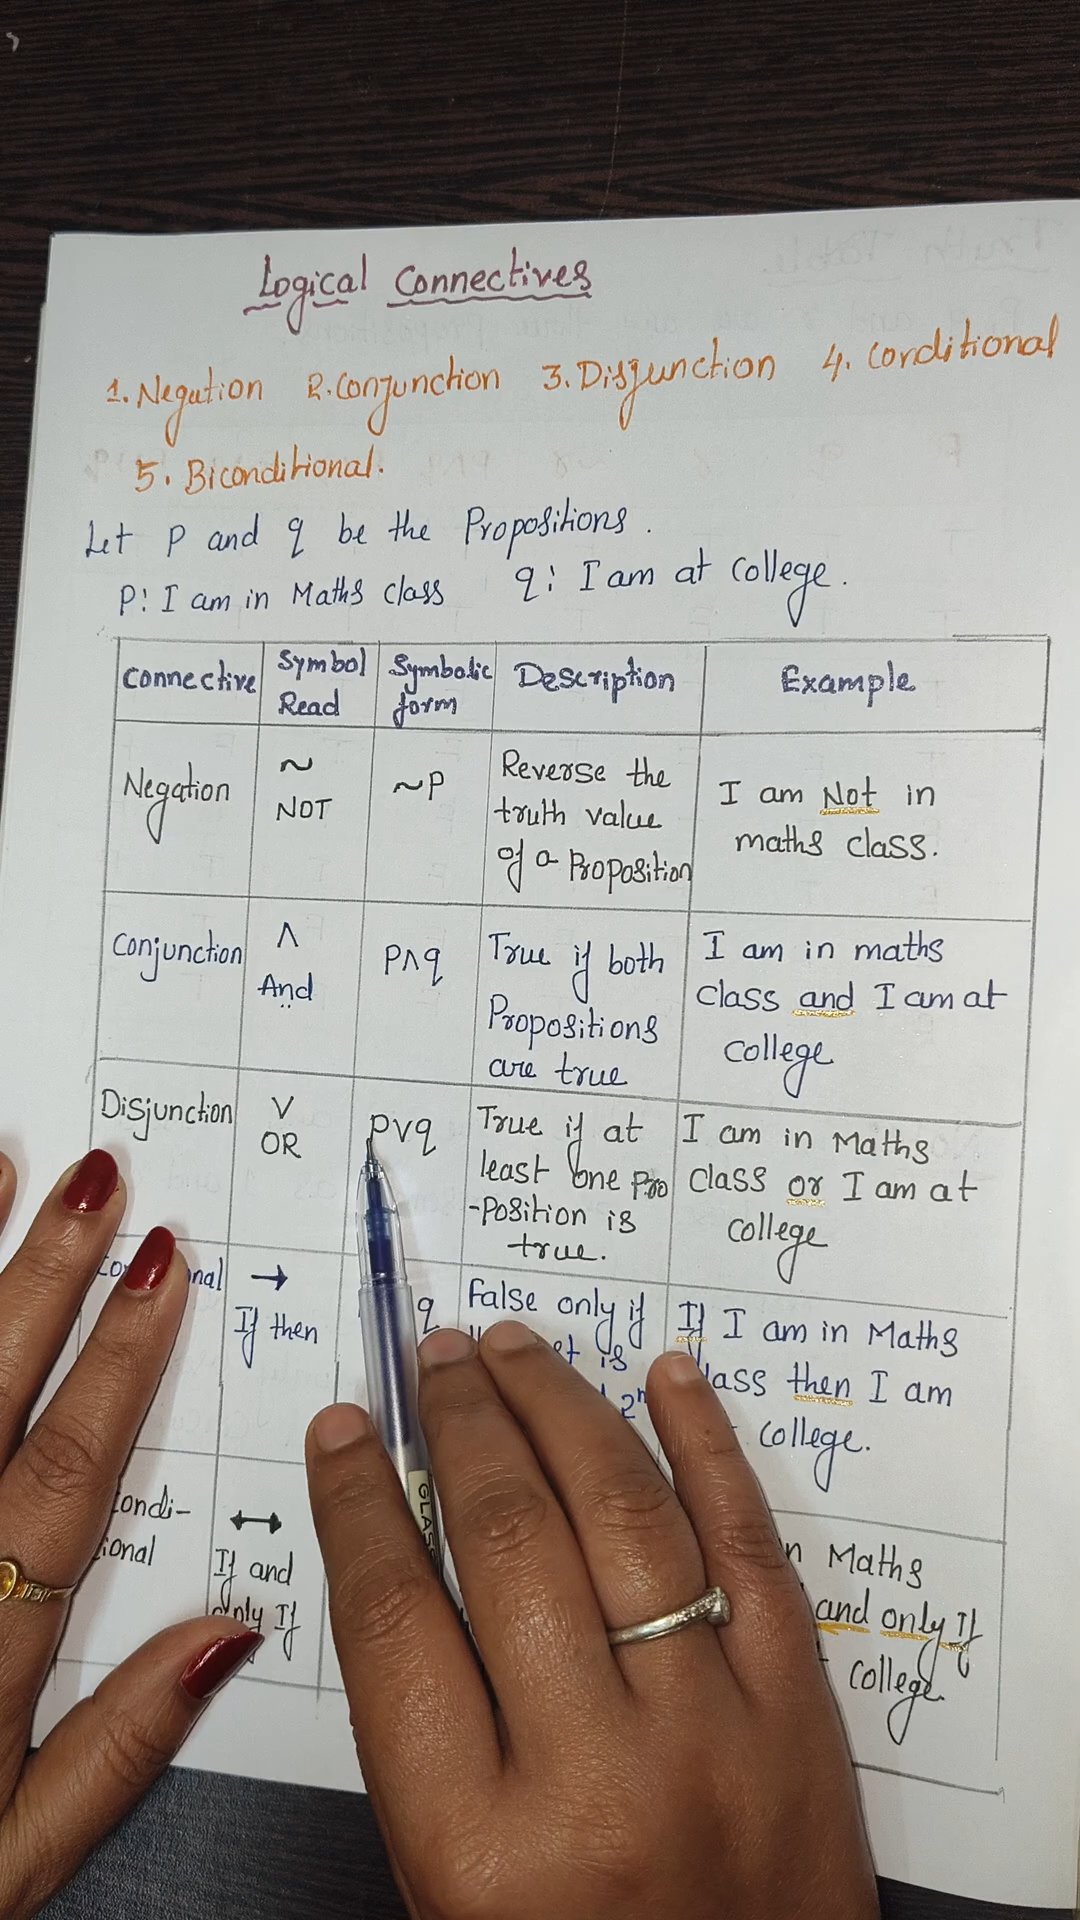 Logical Connectives
1. Negation 2. Conjunction 3. Disjunction 4. Conditional
5. Biconditional.
Let p and q be the Propositions.
p: I am in Maths class q: I am at college.
Connective
Symbol
Read
Symbolic
form
Description
Example
Negation
~
NOT
~p
Reverse the
truth value
of a Proposition
I am Not in
maths class.
Conjunction
∧
And
p∧q
True if both
Propositions
are true
I am in maths
class and I am at
college
Disjunction
∨
OR
p∨q
True if at
least one Pro
-position is
true.
I am in Maths
class or I am at
college
→
If then
q
False only if
is
If I am in Maths
then I am
college.
↔
If and
only If
Maths
and only If
college.
GLAS